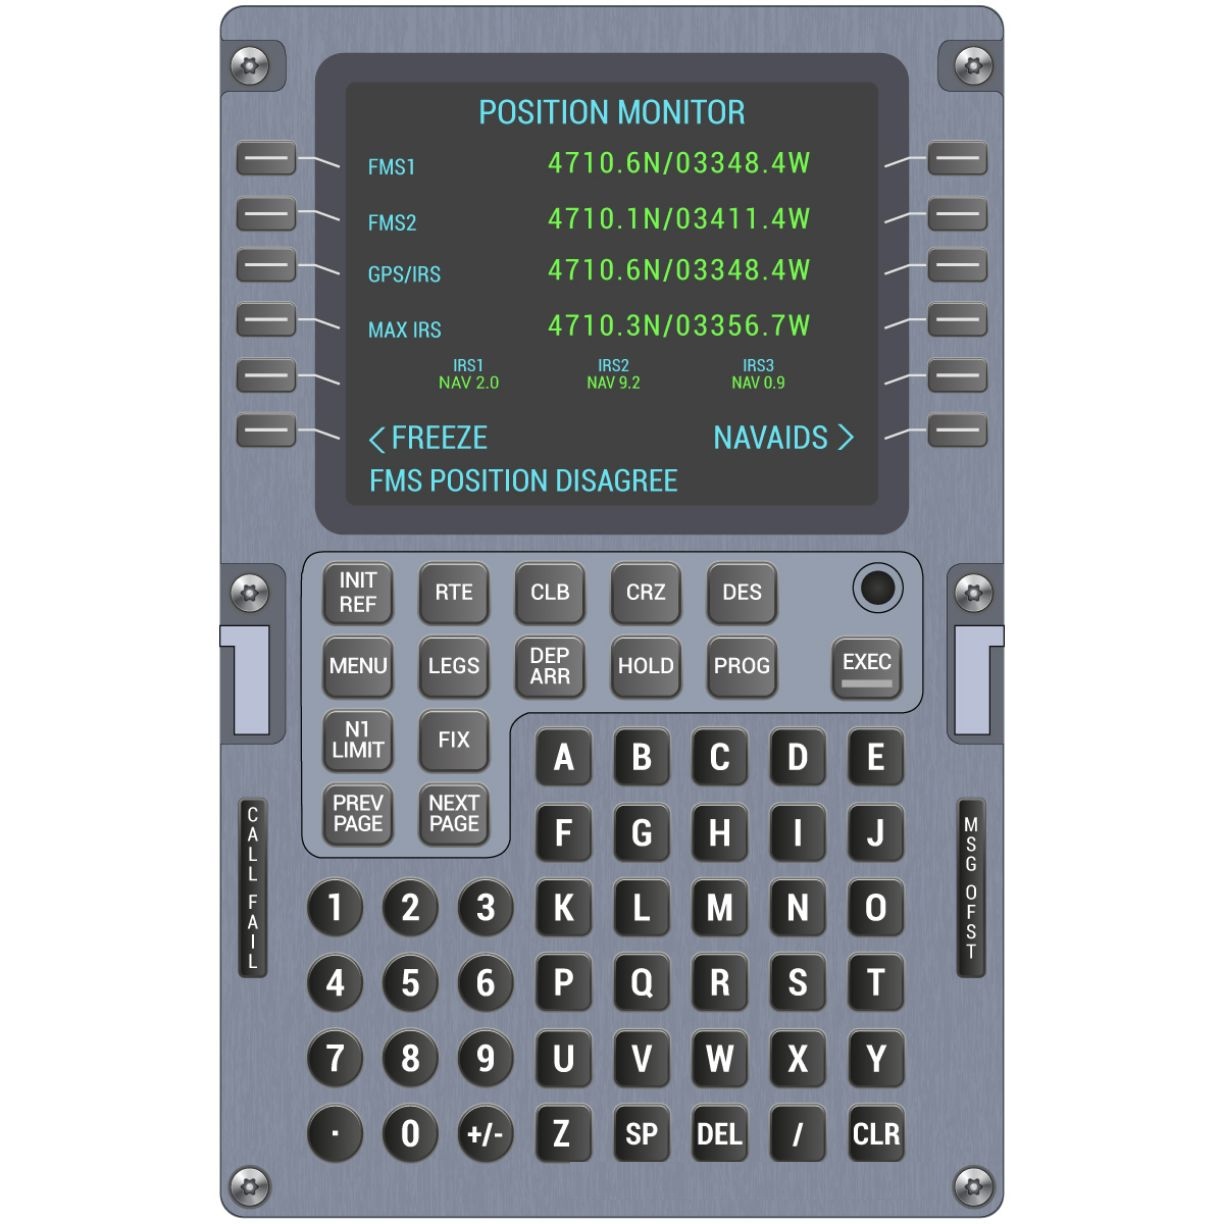 POSITION MONITOR
FMS1 4710.6N/03348.4W
FMS2 4710.1N/03411.4W
GPS/IRS 4710.6N/03348.4W
MAX IRS 4710.3N/03356.7W
IRS1 IRS2 IRS3
NAV 2.0 NAV 9.2 NAV 0.9
<FREEZE NAVAIDS >
FMS POSITION DISAGREE
INIT REF RTE CLB CRZ DES
MENU LEGS DEP ARR HOLD PROG EXEC
N1 LIMIT FIX
PREV PAGE NEXT PAGE
A B C D E
F G H I J
CALL FAIL
MSG OFST
1 2 3 K L M N O
4 5 6 P Q R S T
7 8 9 U V W X Y
. 0 +/- Z SP DEL / CLR